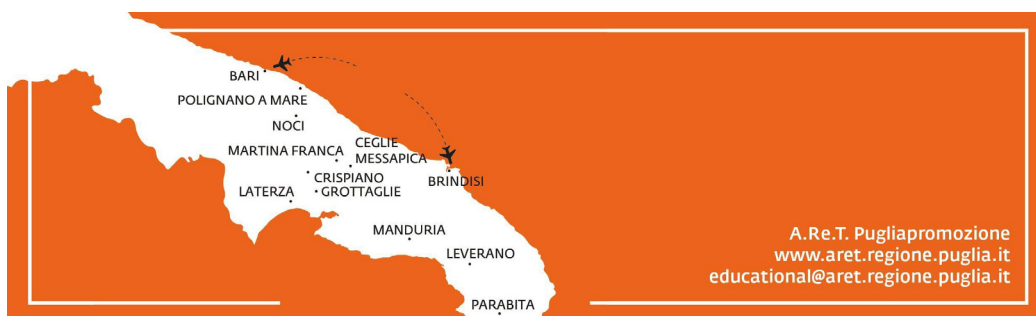 BARI
POLIGNANO A MARE
NOCI
CEGLIE
MESSAPICA
MARTINA FRANCA
BRINDISI
CRISPIANO
GROTTAGLIE
LATERZA
MANDURIA
LEVERANO
PARABITA
A.Re.T. Pugliapromozione
www.aret.regione.puglia.it
educational@aret.regione.puglia.it